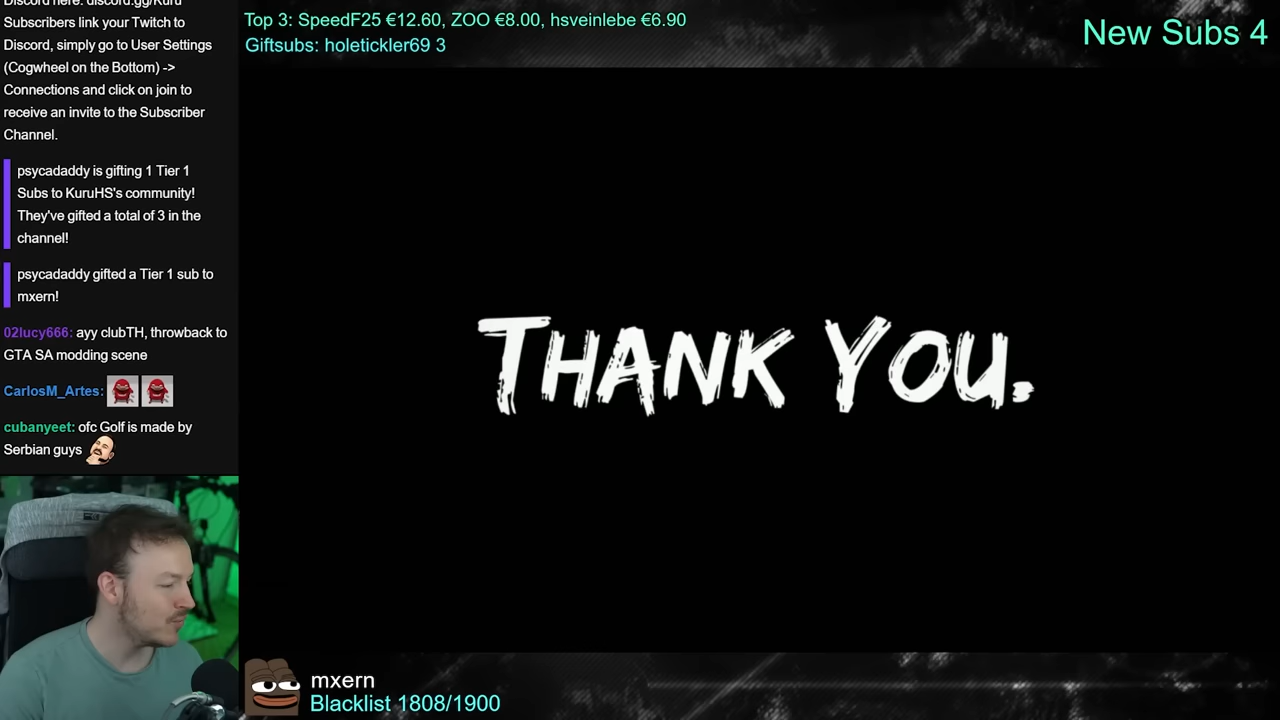 Discord here: discord.gg/Kuru
Subscribers link your Twitch to
Discord, simply go to User Settings
(Cogwheel on the Bottom) ->
Connections and click on join to
receive an invite to the Subscriber
Channel.
psycadaddy is gifting 1 Tier 1
Subs to KuruHS's community!
They've gifted a total of 3 in the
channel!
psycadaddy gifted a Tier 1 sub to
mxern!
02lucy666: ayy clubTH, throwback to
GTA SA modding scene
CarlosM_Artes:
cubanyeet: ofc Golf is made by
Serbian guys
Top 3: SpeedF25 €12.60, ZOO €8.00, hsveinlebe €6.90
Giftsubs: holetickler69 3
New Subs 4
THANK YOU.
mxern
Blacklist 1808/1900